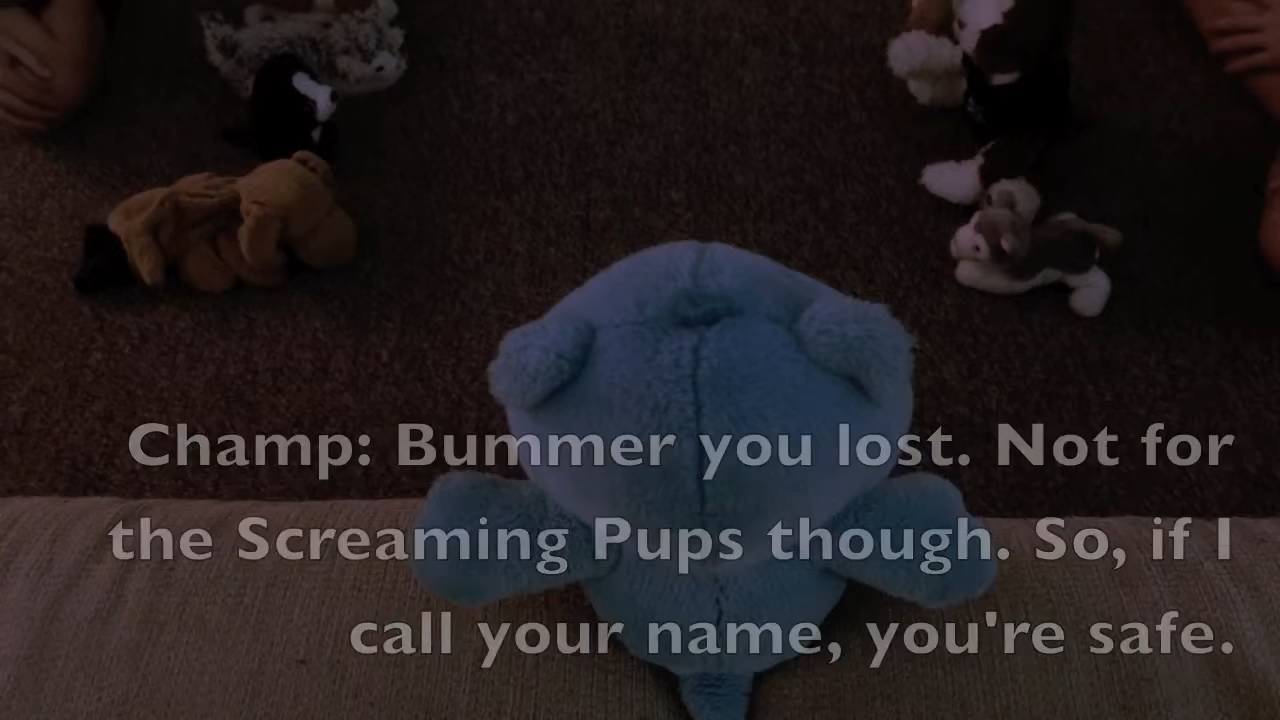 Champ: Bummer you lost. Not for
the Screaming Pups though. So, if I
call your name, you're safe.